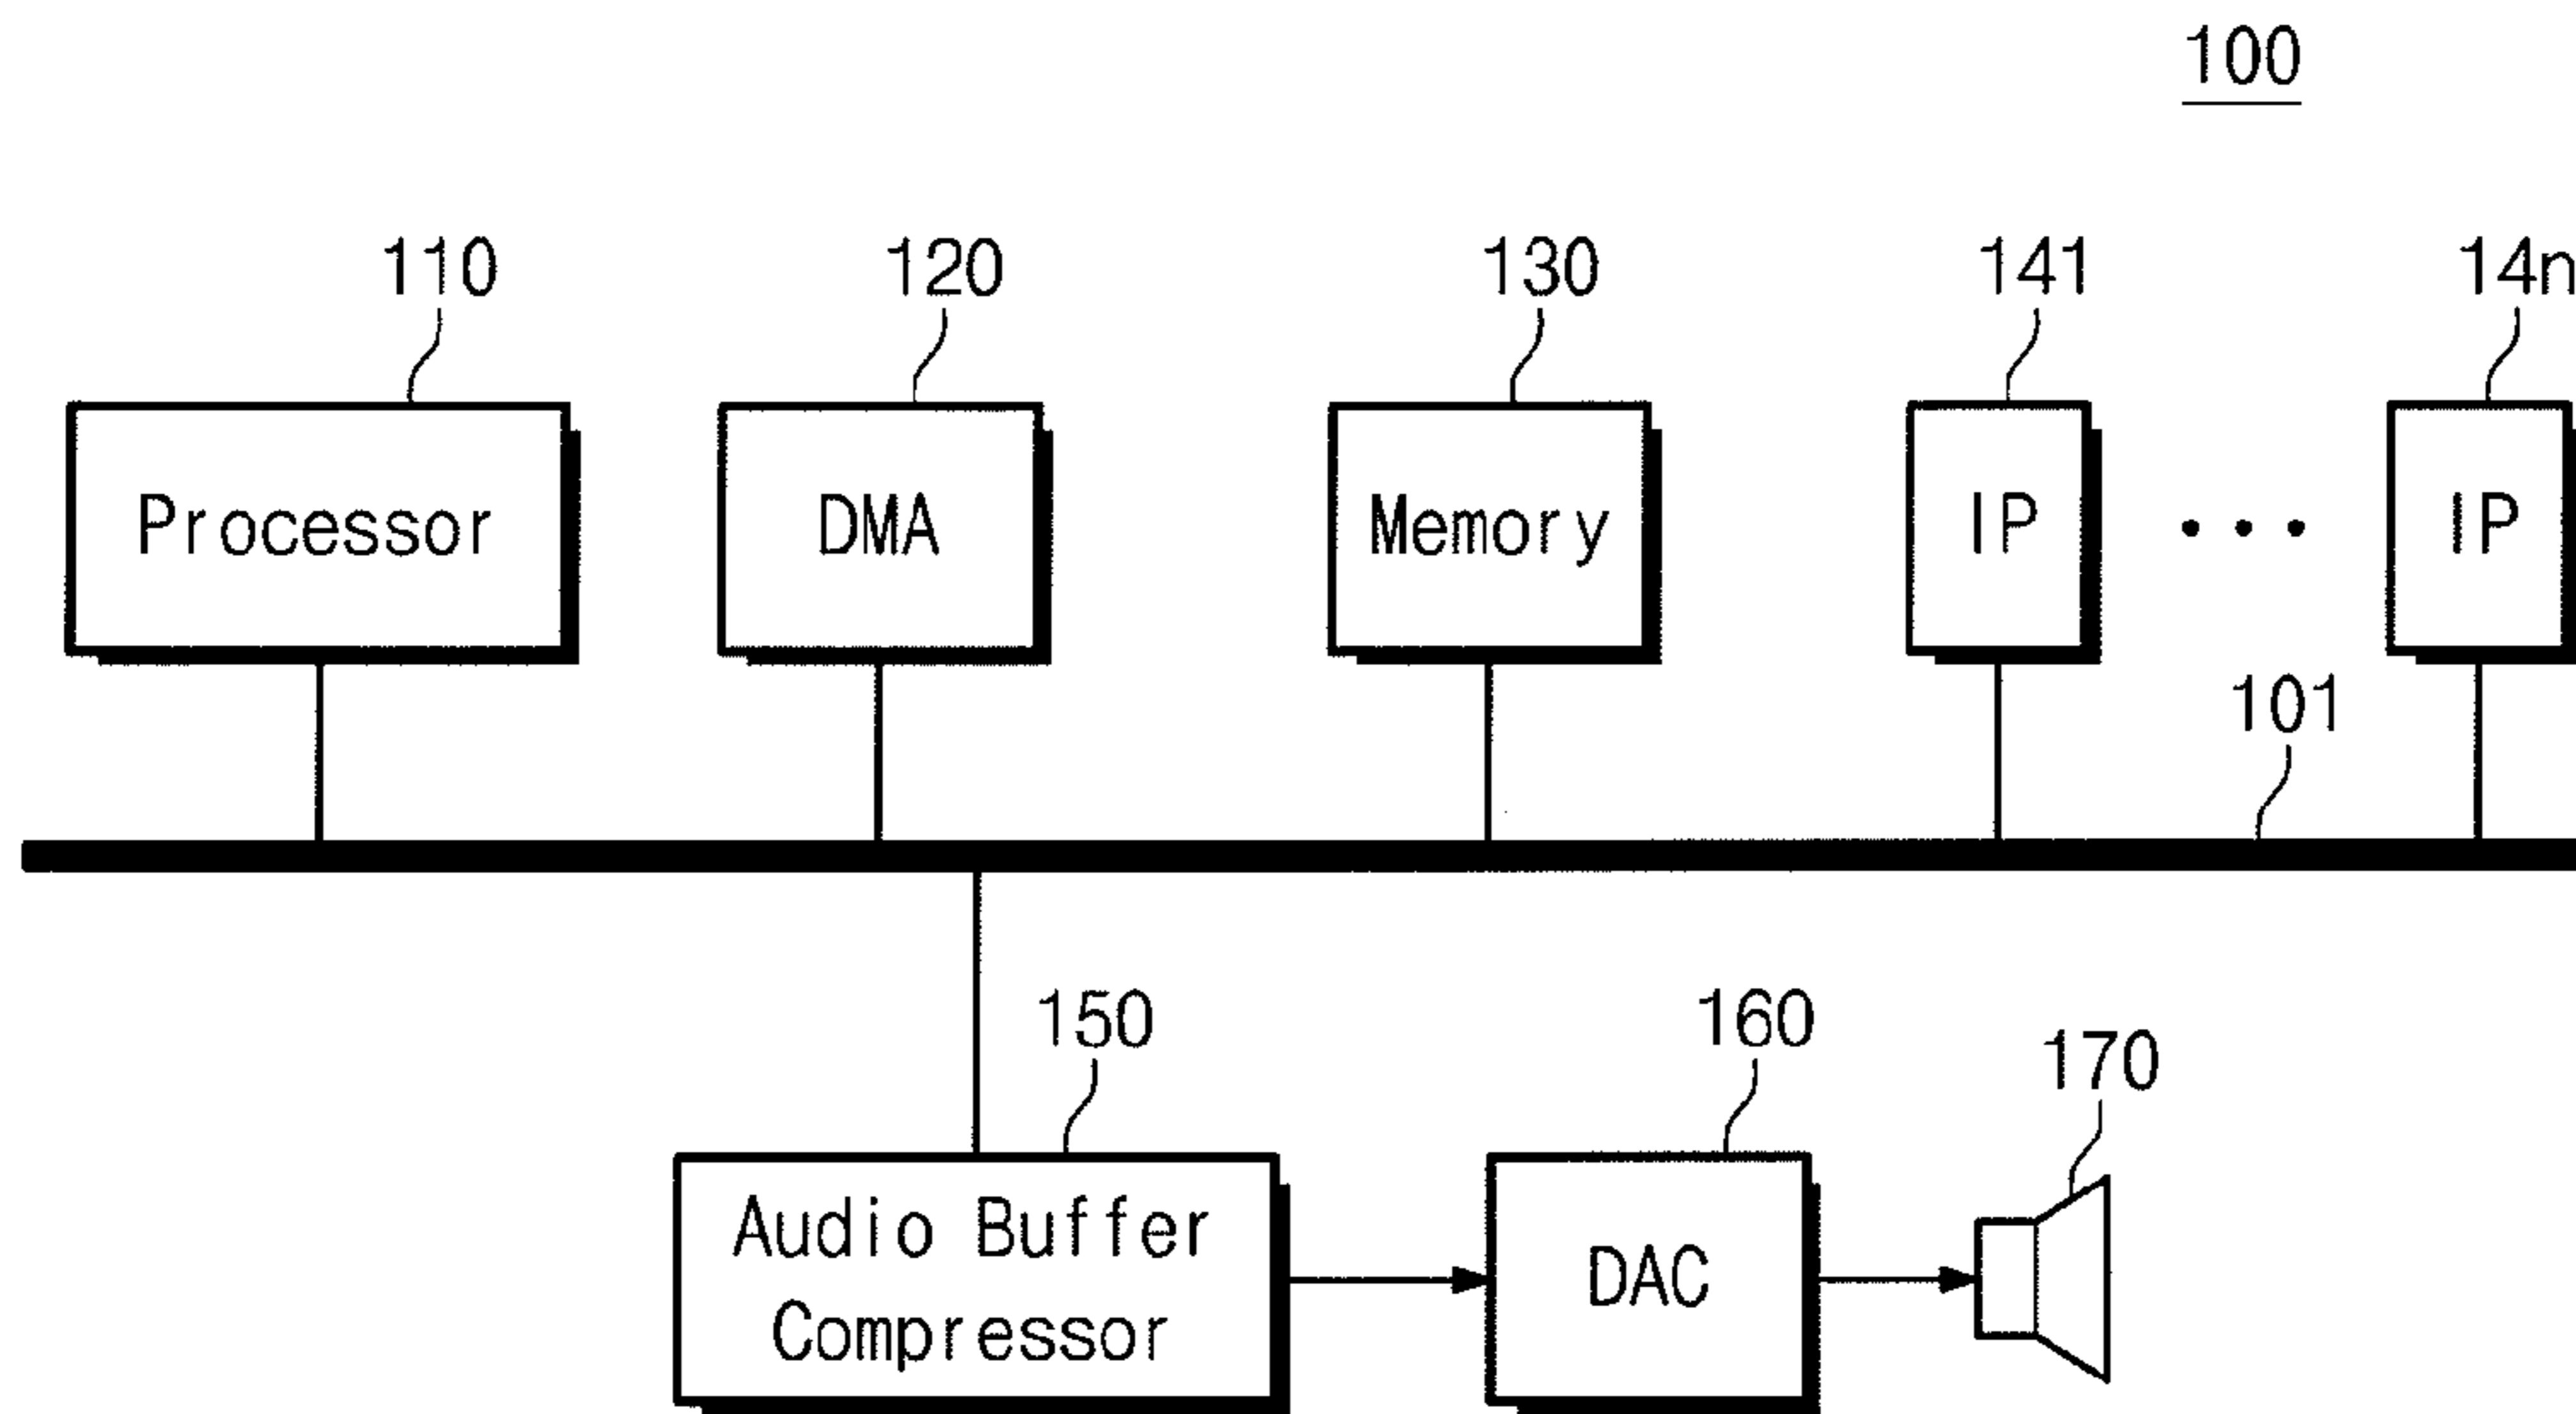 100
110 120 130 141 14n
Processor DMA Memory IP ••• IP
101
150 160 170
Audio Buffer
Compressor
DAC